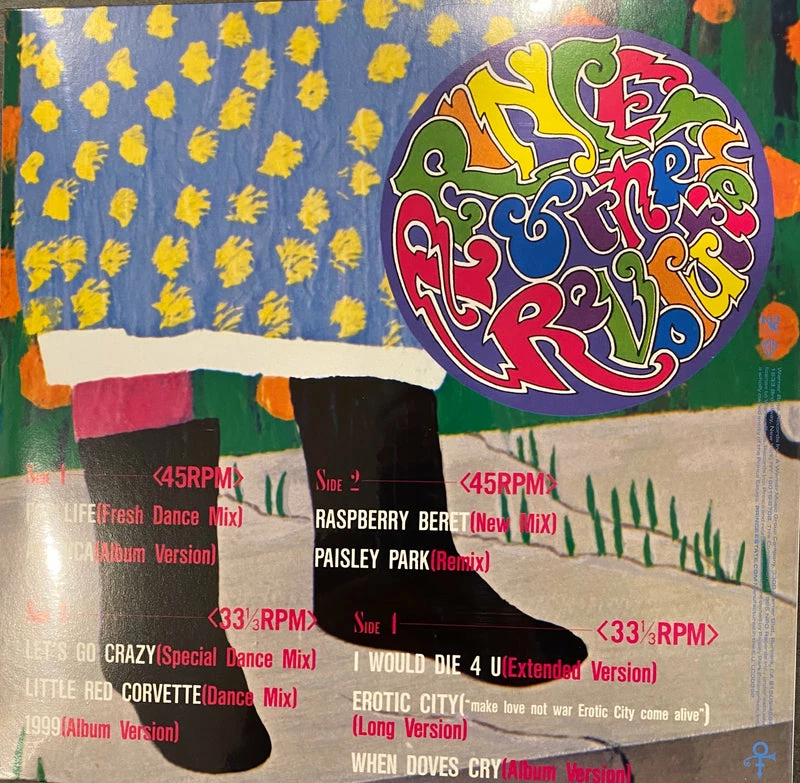 PRINCE
& the
Revolution
Side 1 <45RPM>
LIFE(Fresh Dance Mix)
(Album Version)
Side 2 <45RPM>
RASPBERRY BERET(New MiX)
PAISLEY PARK(Remix)
<33⅓RPM>
LET'S GO CRAZY(Special Dance Mix)
LITTLE RED CORVETTE(Dance Mix)
1999(Album Version)
Side 4 <33⅓RPM>
I WOULD DIE 4 U(Extended Version)
EROTIC CITY("make love not war Erotic City come alive")
(Long Version)
WHEN DOVES CRY(Album Version)